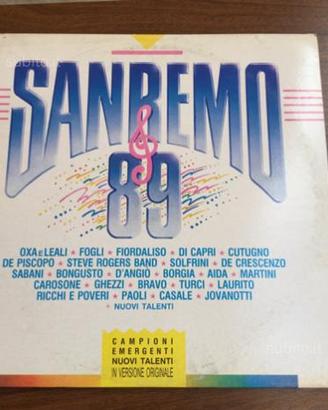 SANREMO
89
OXA E LEALI ★ FOGLI ★ FIORDALISO ★ DI CAPRI ★ CUTUGNO
DE PISCOPO ★ STEVE ROGERS BAND ★ SOLFRINI ★ DE CRESCENZO
SABANI ★ BONGUSTO ★ D'ANGIÒ ★ BORGIA ★ AIDA ★ MARTINI
CAROSONE ★ GHEZZI ★ BRAVO ★ TURCI ★ LAURITO
RICCHI E POVERI ★ PAOLI ★ CASALE ★ JOVANOTTI
★ NUOVI TALENTI
CAMPIONI
EMERGENTI
NUOVI TALENTI
IN VERSIONE ORIGINALE